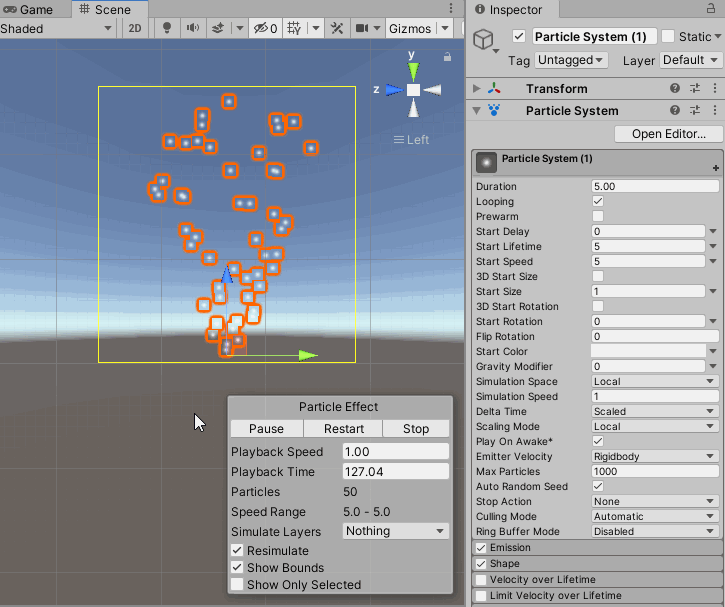 Game
Scene
Shaded
2D
0
Gizmos
y
z
Left
Particle Effect
Pause
Restart
Stop
Playback Speed 1.00
Playback Time 127.04
Particles 50
Speed Range 5.0 - 5.0
Simulate Layers Nothing
Resimulate
Show Bounds
Show Only Selected
Inspector
Particle System (1)
Static
Tag Untagged Layer Default
Transform
Particle System
Open Editor...
Particle System (1)
Duration 5.00
Looping
Prewarm
Start Delay 0
Start Lifetime 5
Start Speed 5
3D Start Size
Start Size 1
3D Start Rotation
Start Rotation 0
Flip Rotation 0
Start Color
Gravity Modifier 0
Simulation Space Local
Simulation Speed 1
Delta Time Scaled
Scaling Mode Local
Play On Awake*
Emitter Velocity Rigidbody
Max Particles 1000
Auto Random Seed
Stop Action None
Culling Mode Automatic
Ring Buffer Mode Disabled
Emission
Shape
Velocity over Lifetime
Limit Velocity over Lifetime